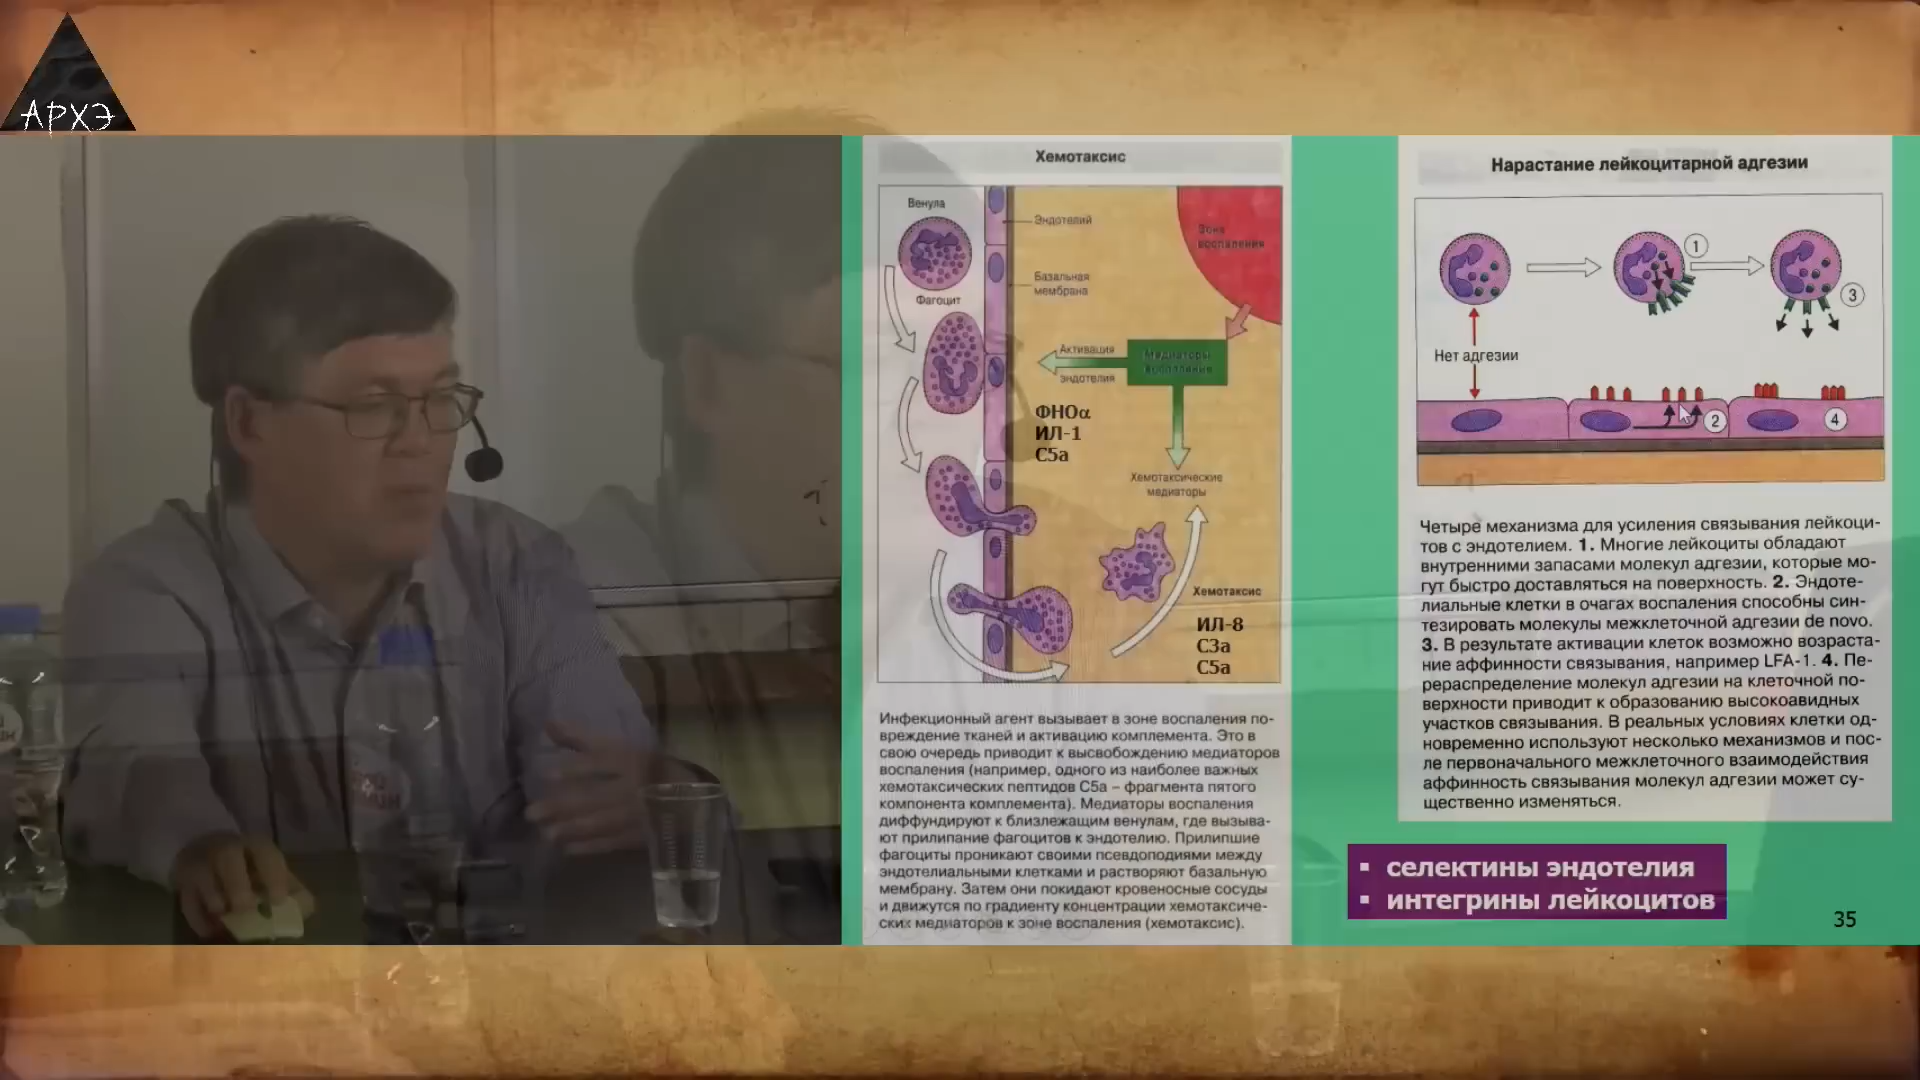 АРХЭ
Хемотаксис
Венула
Эндотелий
Зона
воспаления
Базальная
мембрана
Фагоцит
Активация
эндотелия
Медиаторы
воспаления
ФНОα
ИЛ-1
C5a
Хемотаксические
медиаторы
Хемотаксис
ИЛ-8
C3a
C5a
Инфекционный агент вызывает в зоне воспаления по-
вреждение тканей и активацию комплемента. Это в
свою очередь приводит к высвобождению медиаторов
воспаления (например, одного из наиболее важных
хемотаксических пептидов C5a – фрагмента пятого
компонента комплемента). Медиаторы воспаления
диффундируют к близлежащим венулам, где вызыва-
ют прилипание фагоцитов к эндотелию. Прилипшие
фагоциты проникают своими псевдоподиями между
эндотелиальными клетками и растворяют базальную
мембрану. Затем они покидают кровеносные сосуды
и движутся по градиенту концентрации хемотаксиче-
ских медиаторов к зоне воспаления (хемотаксис).
Нарастание лейкоцитарной адгезии
1
3
Нет адгезии
2
4
Четыре механизма для усиления связывания лейкоци-
тов с эндотелием. 1. Многие лейкоциты обладают
внутренними запасами молекул адгезии, которые мо-
гут быстро доставляться на поверхность. 2. Эндоте-
лиальные клетки в очагах воспаления способны син-
тезировать молекулы межклеточной адгезии de novo.
3. В результате активации клеток возможно возраста-
ние аффинности связывания, например LFA-1. 4. Пе-
рераспределение молекул адгезии на клеточной по-
верхности приводит к образованию высокоавидных
участков связывания. В реальных условиях клетки од-
новременно используют несколько механизмов и пос-
ле первоначального межклеточного взаимодействия
аффинность связывания молекул адгезии может су-
щественно изменяться.
▪ селектины эндотелия
▪ интегрины лейкоцитов
35